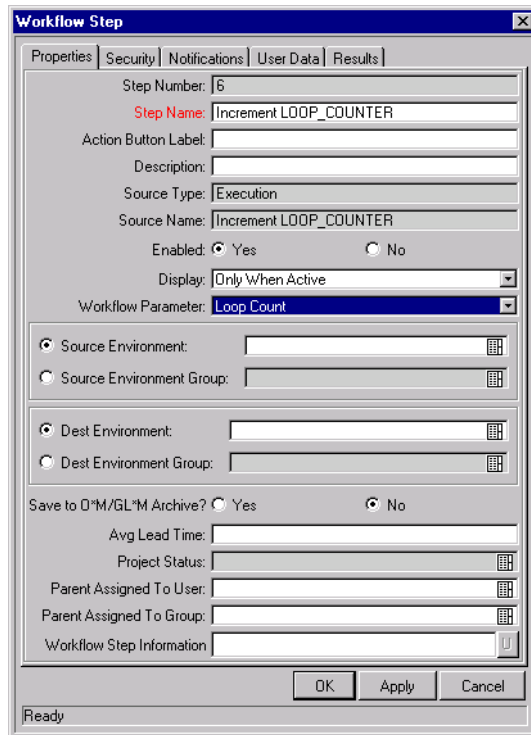 Workflow Step
Properties Security Notifications User Data Results
Step Number: 6
Step Name: Increment LOOP_COUNTER
Action Button Label:
Description:
Source Type: Execution
Source Name: Increment LOOP_COUNTER
Enabled: Yes No
Display: Only When Active
Workflow Parameter: Loop Count
Source Environment:
Source Environment Group:
Dest Environment:
Dest Environment Group:
Save to O*M/GL*M Archive? Yes No
Avg Lead Time:
Project Status:
Parent Assigned To User:
Parent Assigned To Group:
Workflow Step Information U
OK Apply Cancel
Ready